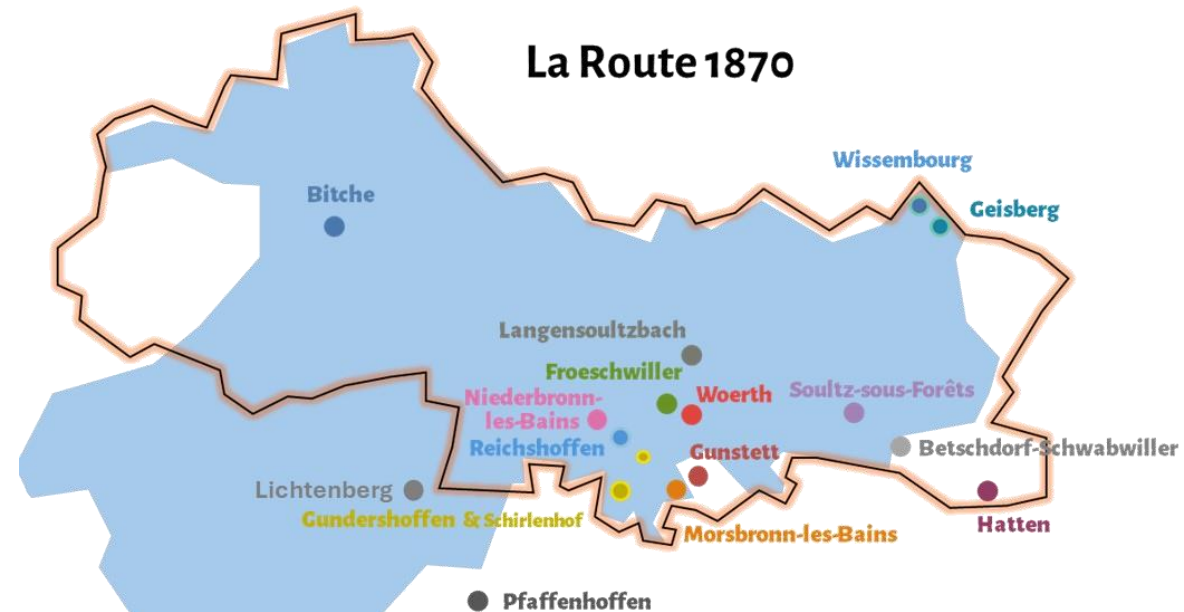 La Route 1870
Wissembourg
Bitche
Geisberg
Langensoultzbach
Froeschwiller
Niederbronn-
les-Bains
Woerth
Soultz-sous-Forêts
Reichshoffen
Gunstett
Betschdorf-Schwabwiller
Lichtenberg
Gundershoffen & Schirlenhof
Hatten
Morsbronn-les-Bains
Pfaffenhoffen